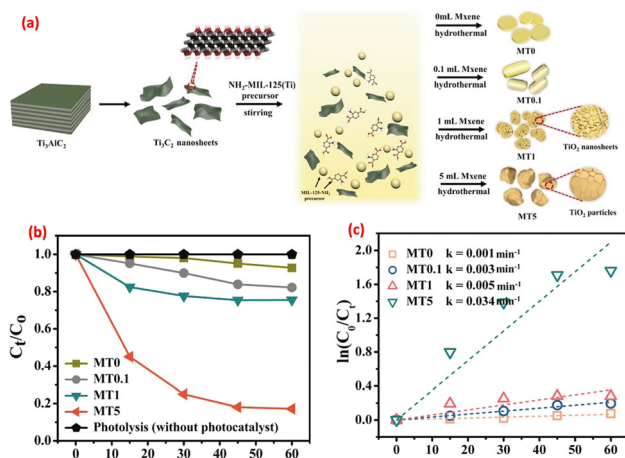 (a)
Ti₃AlC₂
Ti₃C₂ nanosheets
NH₂-MIL-125(Ti)
precursor
stirring
MIL-125-NH₂
precursor
0mL Mxene
hydrothermal
MT0
0.1 mL Mxene
hydrothermal
MT0.1
1 mL Mxene
hydrothermal
MT1
TiO₂ nanosheets
5 mL Mxene
hydrothermal
MT5
TiO₂ particles
(b)
Ct/C0
1.0
0.8
0.6
0.4
0.2
0.0
MT0
MT0.1
MT1
MT5
Photolysis (without photocatalyst)
0 15 30 45 60
(c)
ln(C0/Ct)
2.0
1.6
1.2
0.8
0.4
0.0
MT0 k = 0.001 min⁻¹
MT0.1 k = 0.003 min⁻¹
MT1 k = 0.005 min⁻¹
MT5 k = 0.034 min⁻¹
0 15 30 45 60